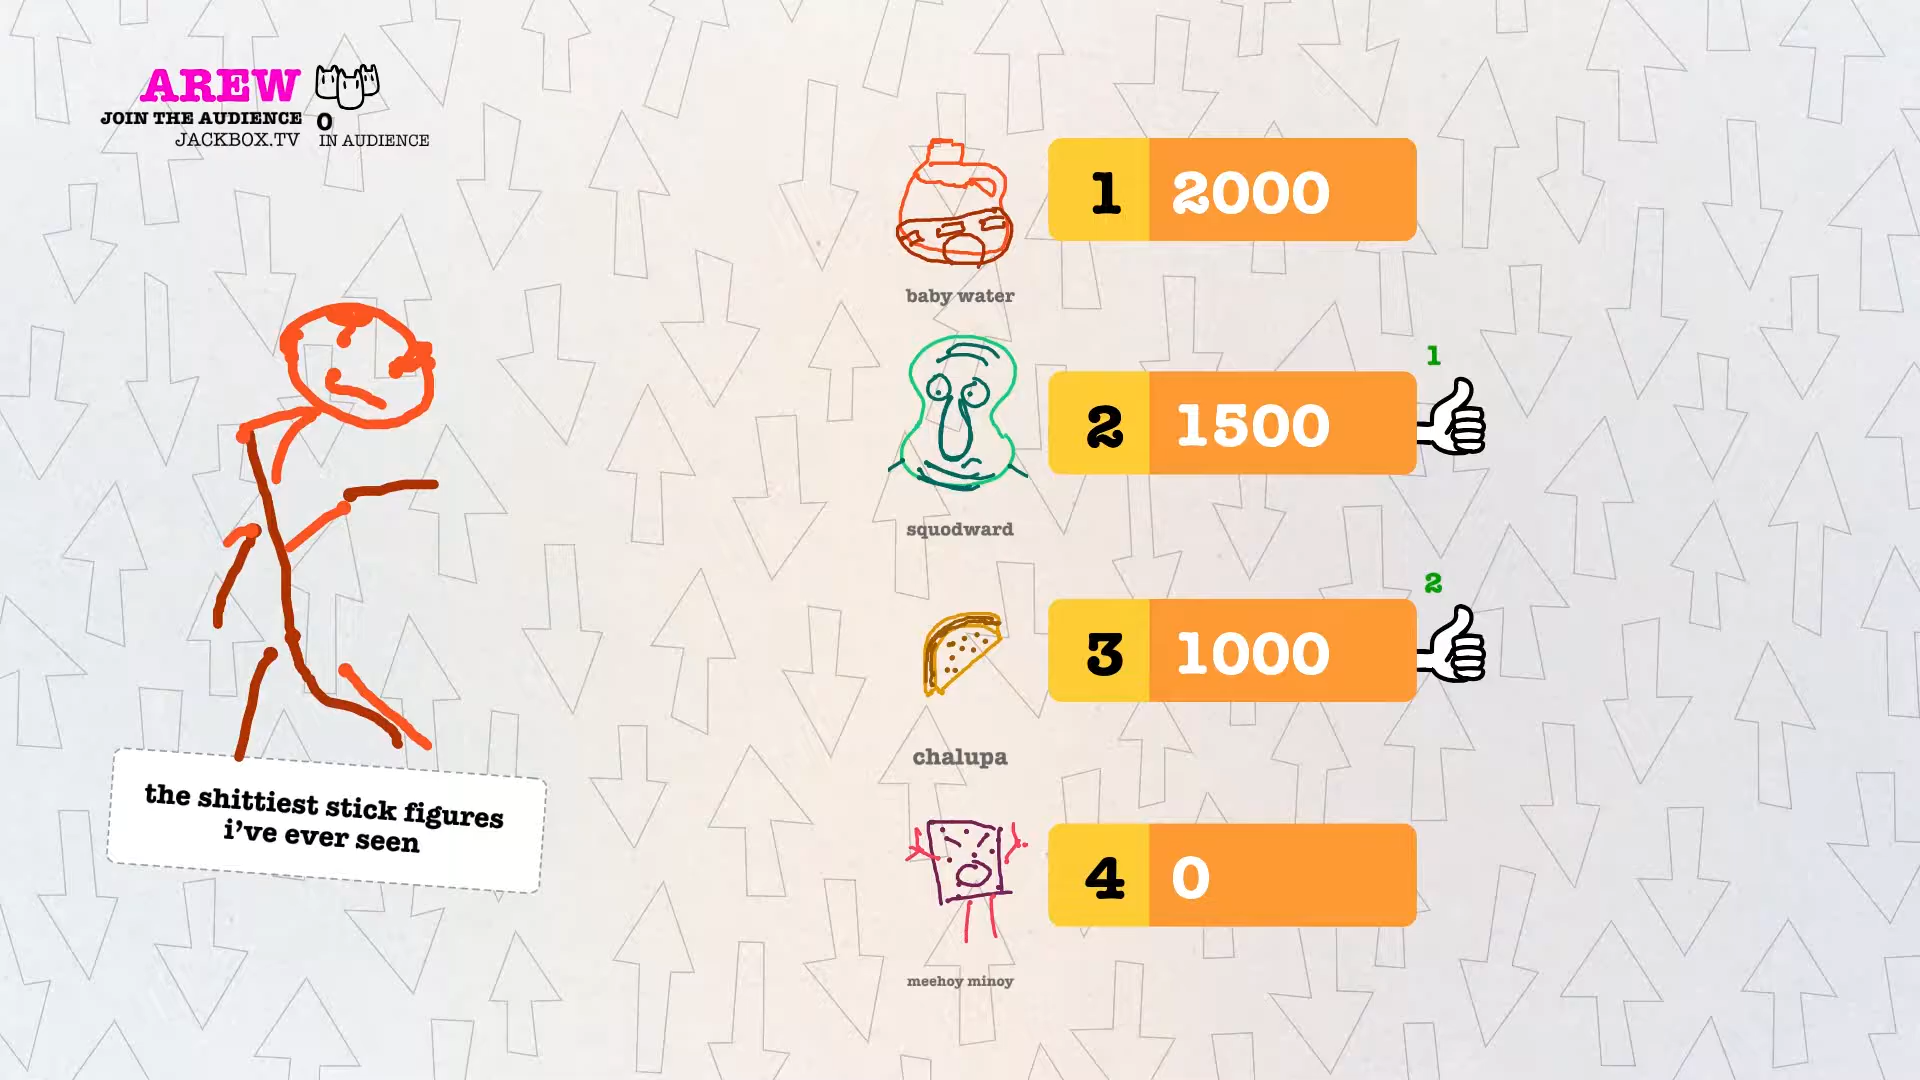 AREW
JOIN THE AUDIENCE
JACKBOX.TV
0
IN AUDIENCE
the shittiest stick figures
i've ever seen
baby water
1
2000
squodward
2
1500
1
chalupa
3
1000
2
meehoy minoy
4
0